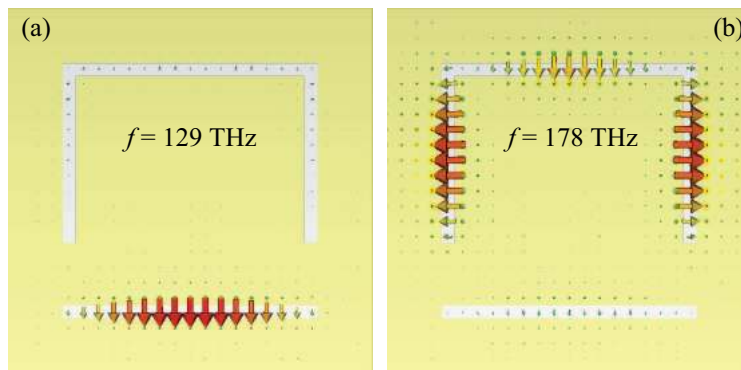 (a)
f = 129 THz
(b)
f = 178 THz